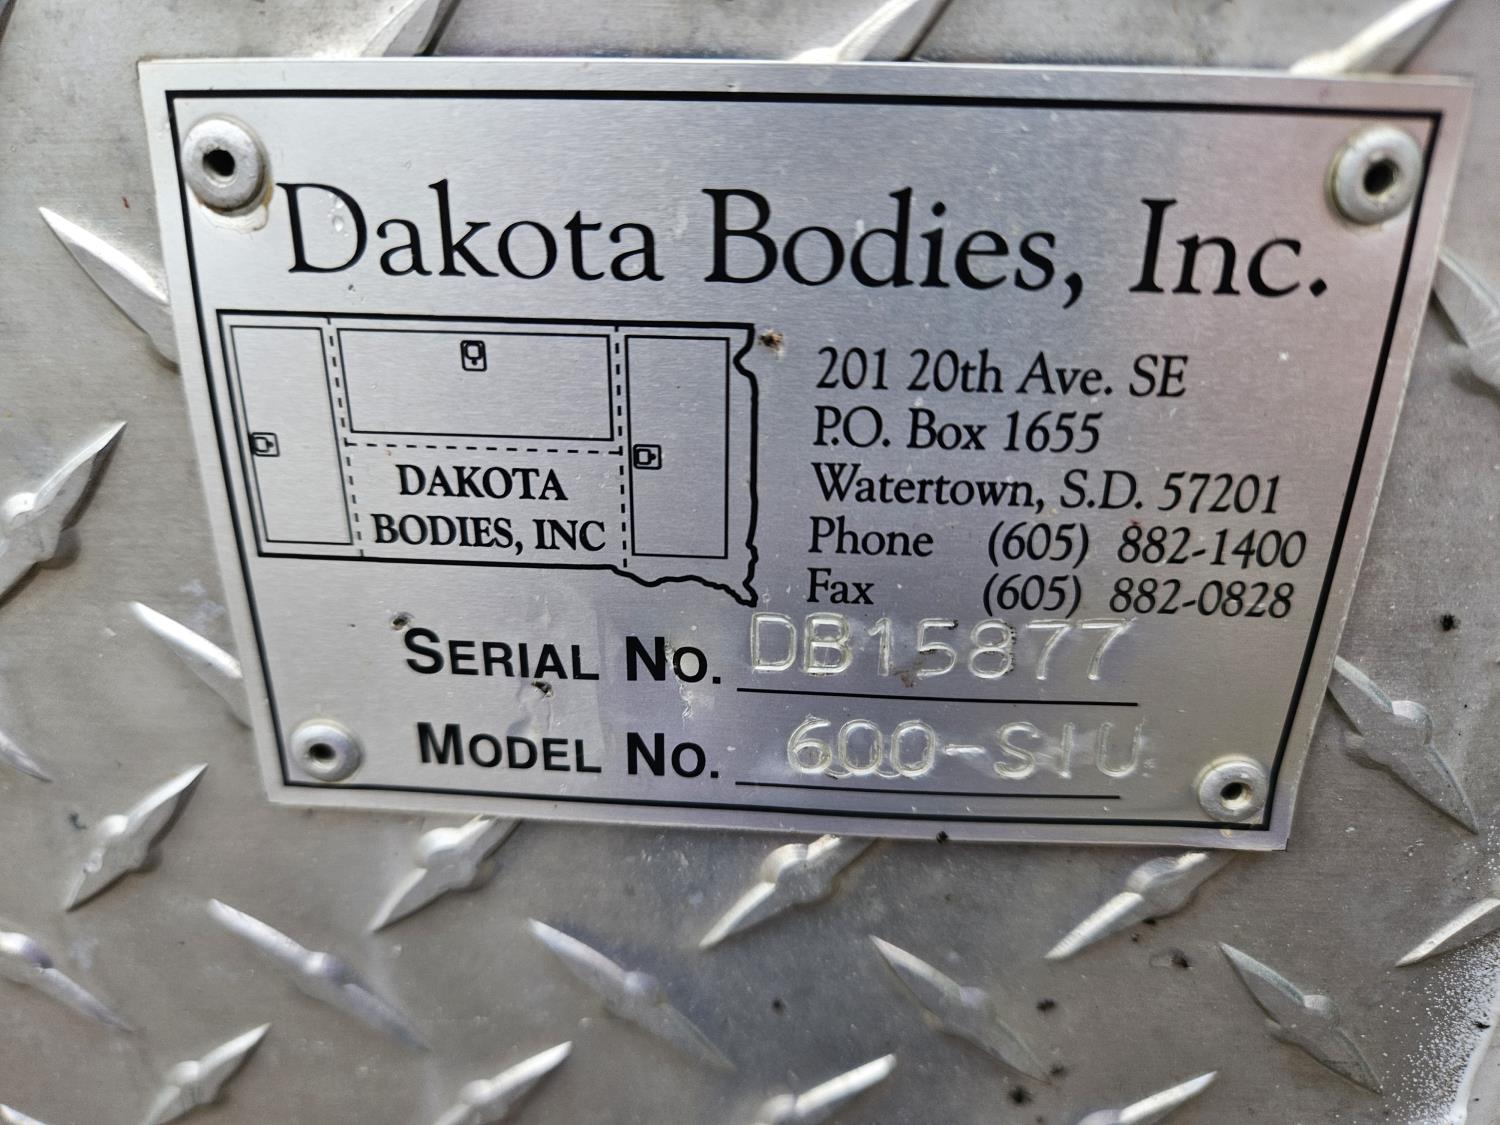 Dakota Bodies, Inc.
DAKOTA
BODIES, INC
201 20th Ave. SE
P.O. Box 1655
Watertown, S.D. 57201
Phone (605) 882-1400
Fax (605) 882-0828
SERIAL NO. DB15877
MODEL NO. 600-SIU